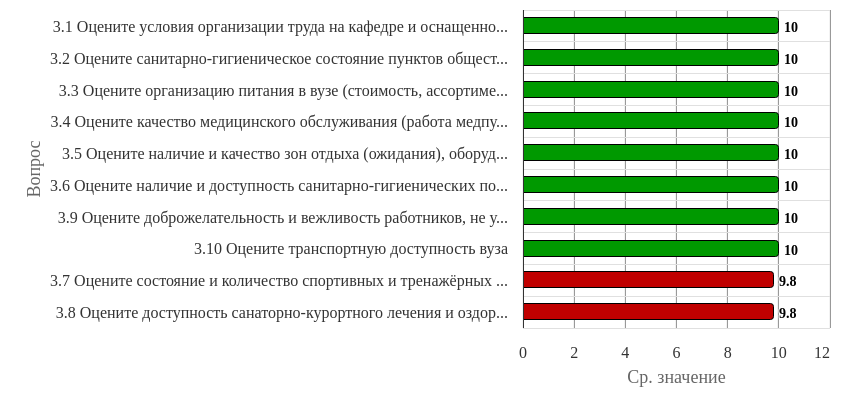 3.1 Оцените условия организации труда на кафедре и оснащенно... 10
3.2 Оцените санитарно-гигиеническое состояние пунктов общест... 10
3.3 Оцените организацию питания в вузе (стоимость, ассортиме... 10
3.4 Оцените качество медицинского обслуживания (работа медпу... 10
3.5 Оцените наличие и качество зон отдыха (ожидания), оборуд... 10
3.6 Оцените наличие и доступность санитарно-гигиенических по... 10
3.9 Оцените доброжелательность и вежливость работников, не у... 10
3.10 Оцените транспортную доступность вуза 10
3.7 Оцените состояние и количество спортивных и тренажёрных ... 9.8
3.8 Оцените доступность санаторно-курортного лечения и оздор... 9.8
Вопрос
0 2 4 6 8 10 12
Ср. значение